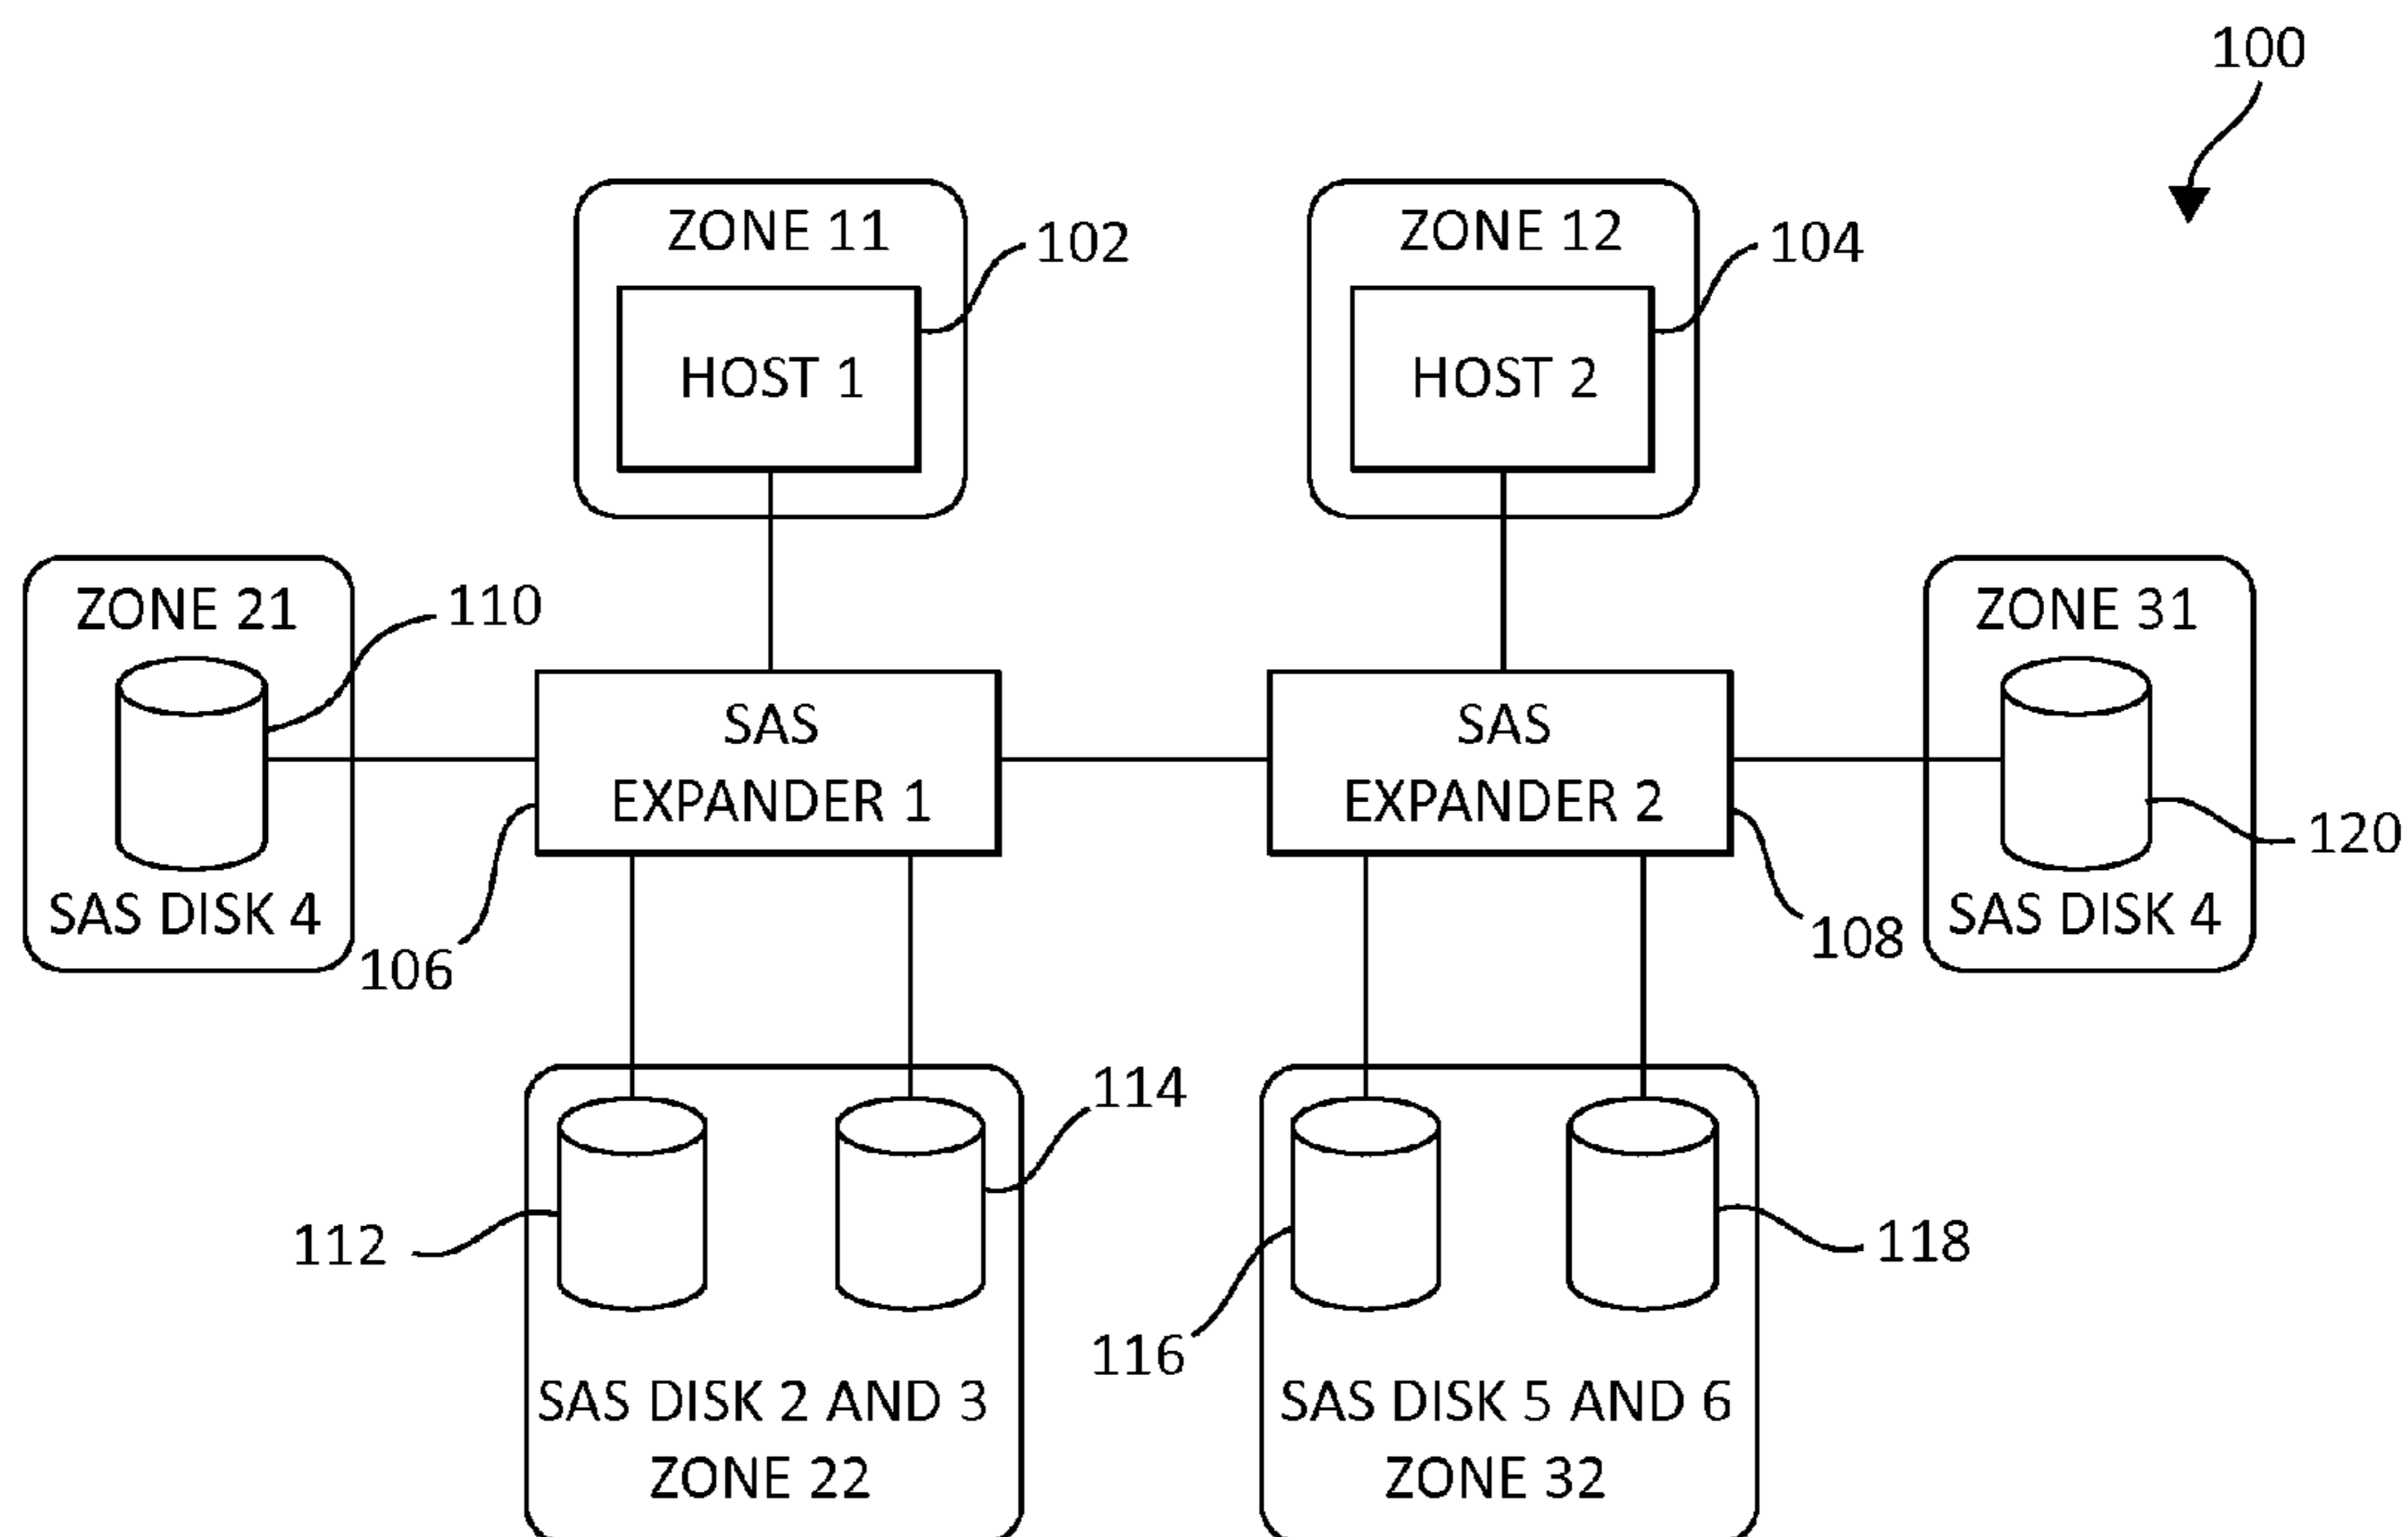 100
ZONE 11
102
HOST 1
ZONE 12
104
HOST 2
ZONE 21
110
SAS DISK 4
SAS
EXPANDER 1
106
SAS
EXPANDER 2
108
ZONE 31
120
SAS DISK 4
112
114
SAS DISK 2 AND 3
ZONE 22
116
118
SAS DISK 5 AND 6
ZONE 32